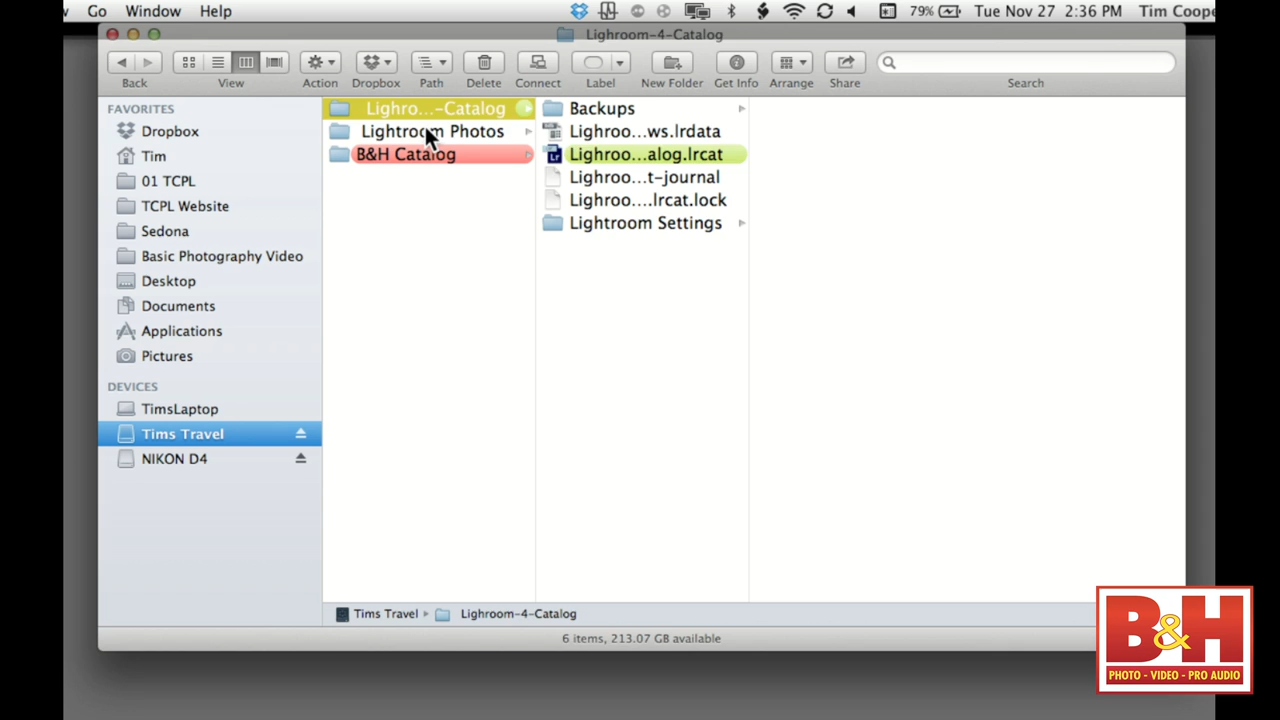 Go Window Help 79% Tue Nov 27 2:36 PM Tim Coope
Lighroom-4-Catalog
Back View Action Dropbox Path Delete Connect Label New Folder Get Info Arrange Share Search
FAVORITES
Dropbox
Tim
01 TCPL
TCPL Website
Sedona
Basic Photography Video
Desktop
Documents
Applications
Pictures
DEVICES
TimsLaptop
Tims Travel
NIKON D4
Lighro...-Catalog
Lightroom Photos
B&H Catalog
Backups
Lighroo...ws.lrdata
Lighroo...alog.lrcat
Lighroo...t-journal
Lighroo....lrcat.lock
Lightroom Settings
Lr
Tims Travel Lighroom-4-Catalog
6 items, 213.07 GB available
B&H
PHOTO - VIDEO - PRO AUDIO